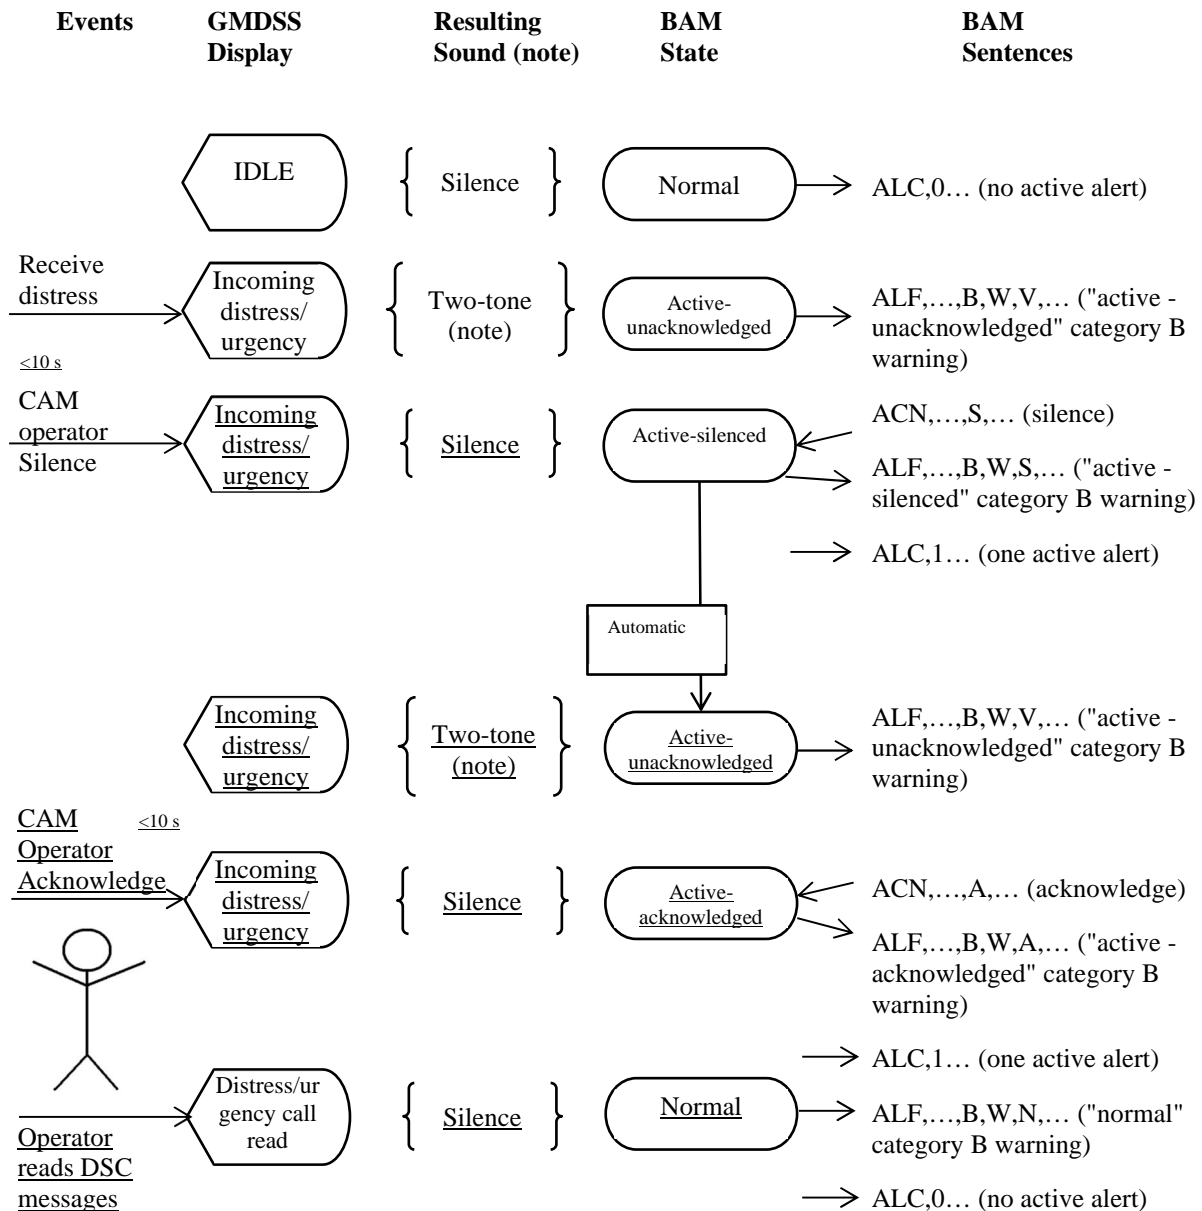 Events
GMDSS
Display
Resulting
Sound (note)
BAM
State
BAM
Sentences
IDLE
Silence
Normal
ALC,0… (no active alert)
Receive
distress
Incoming
distress/
urgency
Two-tone
(note)
Active-
unacknowledged
ALF,…,B,W,V,… ("active -
unacknowledged" category B
warning)
<10 s
CAM
operator
Silence
Incoming
distress/
urgency
Silence
Active-silenced
ACN,…,S,… (silence)
ALF,…,B,W,S,… ("active -
silenced" category B warning)
ALC,1… (one active alert)
Automatic
Incoming
distress/
urgency
Two-tone
(note)
Active-
unacknowledged
ALF,…,B,W,V,… ("active -
unacknowledged" category B
warning)
CAM
Operator
Acknowledge
<10 s
Incoming
distress/
urgency
Silence
Active-
acknowledged
ACN,…,A,… (acknowledge)
ALF,…,B,W,A,… ("active -
acknowledged" category B
warning)
ALC,1… (one active alert)
Operator
reads DSC
messages
Distress/ur
gency call
read
Silence
Normal
ALF,…,B,W,N,… ("normal"
category B warning)
ALC,0… (no active alert)